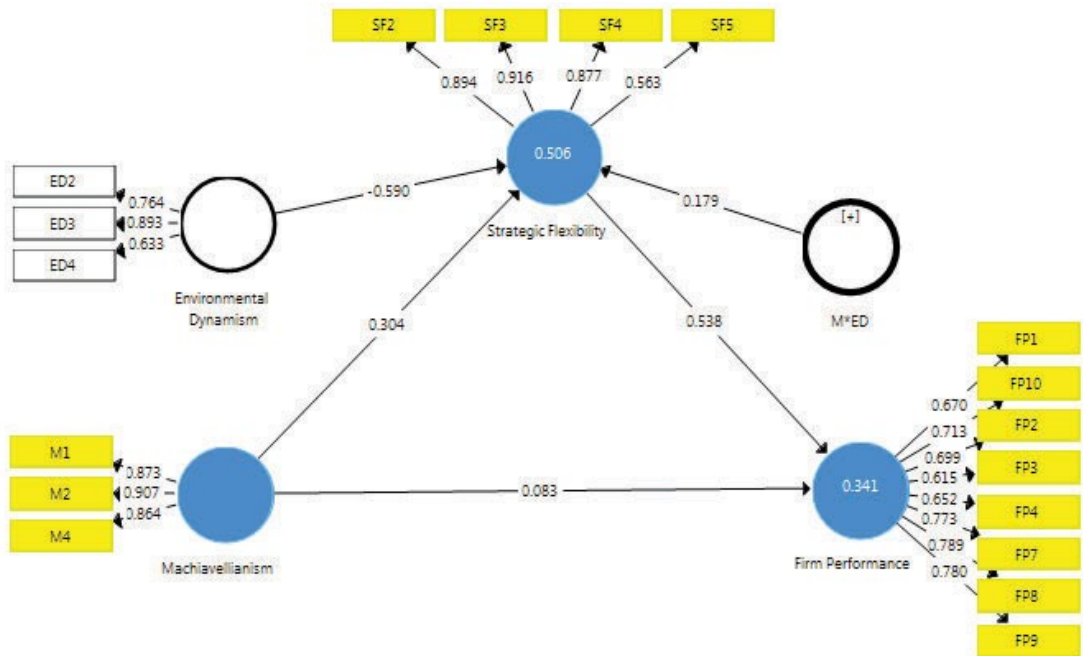 SF2
SF3
SF4
SF5
0.894
0.916
0.877
0.563
0.506
Strategic Flexibility
ED2
ED3
ED4
0.764
0.893
0.633
Environmental
Dynamism
-0.590
0.179
[+]
M*ED
0.304
0.538
M1
M2
M4
0.873
0.907
0.864
Machiavellianism
0.083
0.341
Firm Performance
0.670
0.713
0.699
0.615
0.652
0.773
0.789
0.780
FP1
FP10
FP2
FP3
FP4
FP7
FP8
FP9